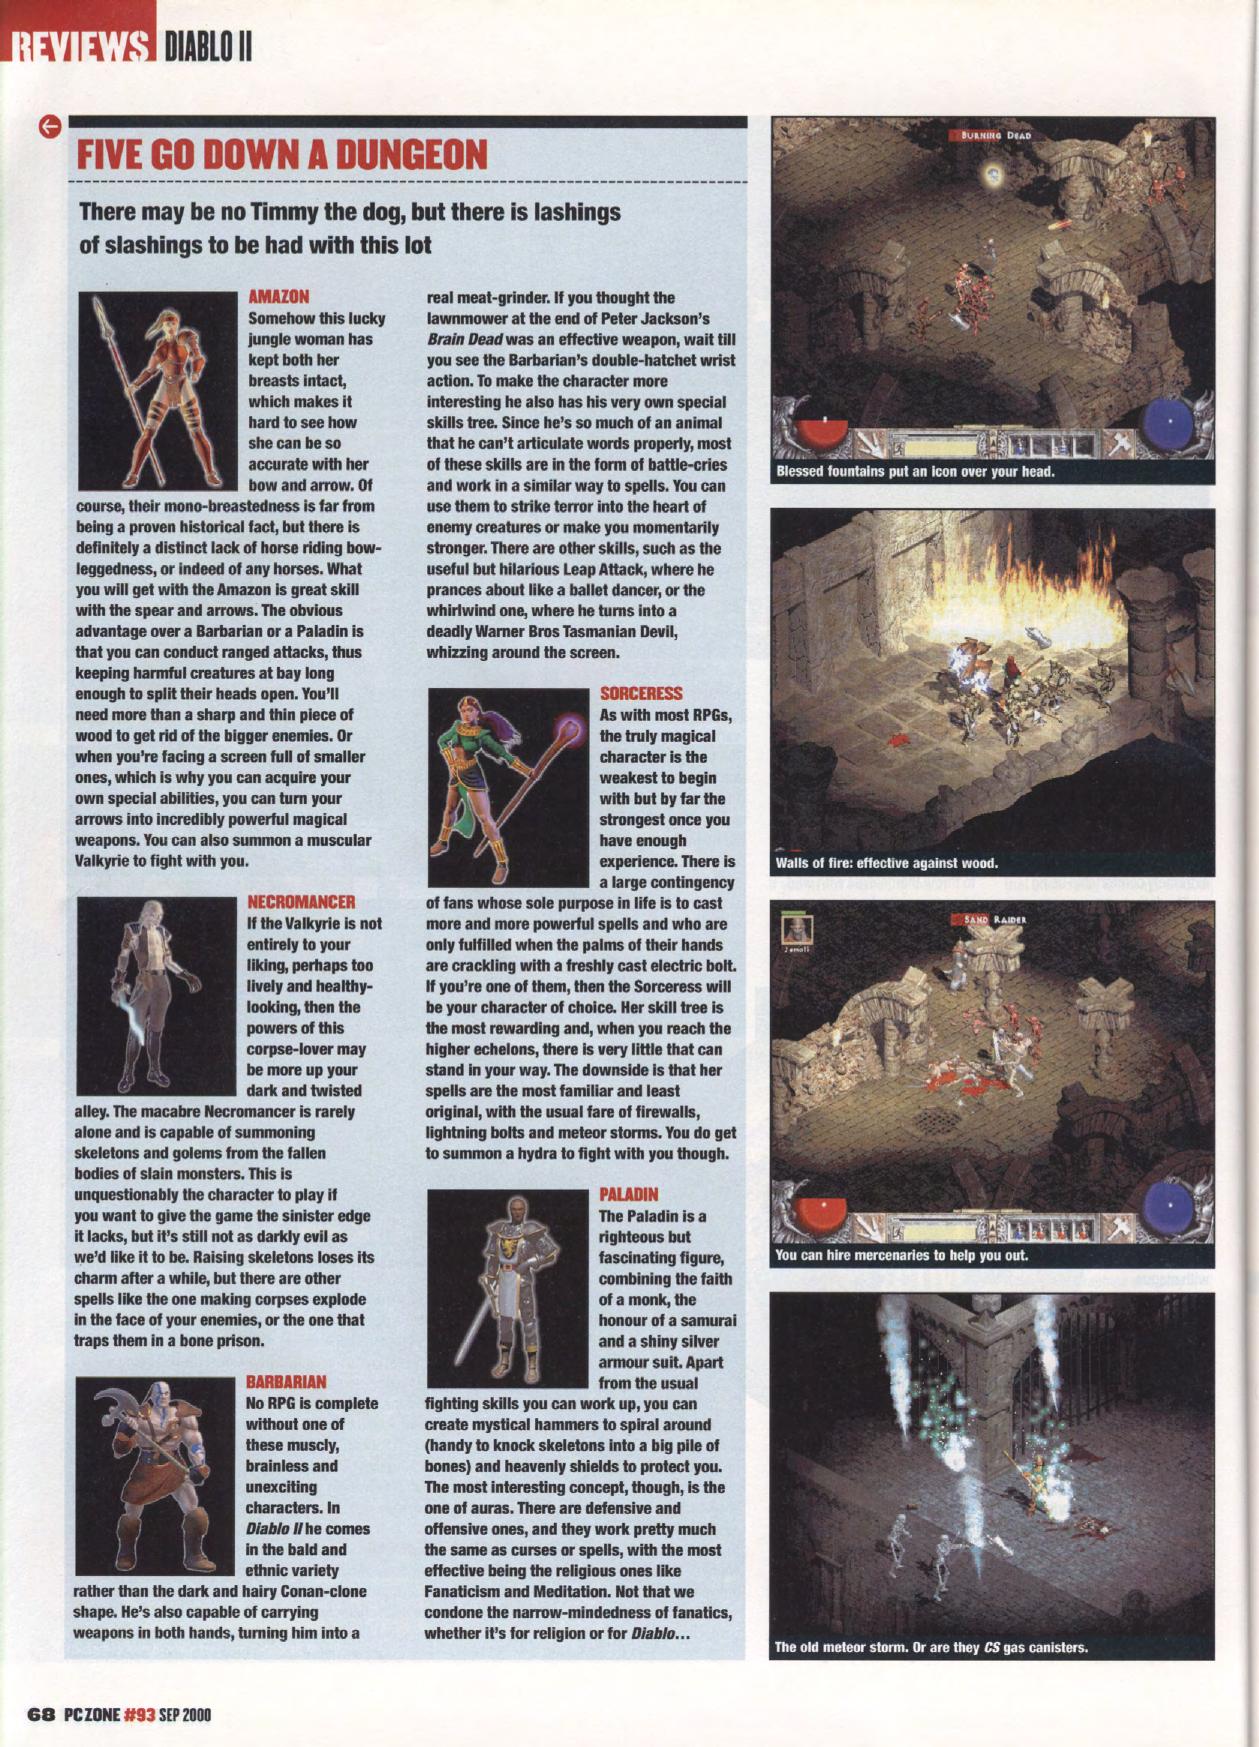 REVIEWS DIABLO II
FIVE GO DOWN A DUNGEON
There may be no Timmy the dog, but there is lashings
of slashings to be had with this lot
AMAZON
Somehow this lucky
jungle woman has
kept both her
breasts intact,
which makes it
hard to see how
she can be so
accurate with her
bow and arrow. Of
course, their mono-breastedness is far from
being a proven historical fact, but there is
definitely a distinct lack of horse riding bow-
leggedness, or indeed of any horses. What
you will get with the Amazon is great skill
with the spear and arrows. The obvious
advantage over a Barbarian or a Paladin is
that you can conduct ranged attacks, thus
keeping harmful creatures at bay long
enough to split their heads open. You'll
need more than a sharp and thin piece of
wood to get rid of the bigger enemies. Or
when you're facing a screen full of smaller
ones, which is why you can acquire your
own special abilities, you can turn your
arrows into incredibly powerful magical
weapons. You can also summon a muscular
Valkyrie to fight with you.
NECROMANCER
If the Valkyrie is not
entirely to your
liking, perhaps too
lively and healthy-
looking, then the
powers of this
corpse-lover may
be more up your
dark and twisted
alley. The macabre Necromancer is rarely
alone and is capable of summoning
skeletons and golems from the fallen
bodies of slain monsters. This is
unquestionably the character to play if
you want to give the game the sinister edge
it lacks, but it's still not as darkly evil as
we'd like it to be. Raising skeletons loses its
charm after a while, but there are other
spells like the one making corpses explode
in the face of your enemies, or the one that
traps them in a bone prison.
BARBARIAN
No RPG is complete
without one of
these muscly,
brainless and
unexciting
characters. In
Diablo II he comes
in the bald and
ethnic variety
rather than the dark and hairy Conan-clone
shape. He's also capable of carrying
weapons in both hands, turning him into a
real meat-grinder. If you thought the
lawnmower at the end of Peter Jackson's
Brain Dead was an effective weapon, wait till
you see the Barbarian's double-hatchet wrist
action. To make the character more
interesting he also has his very own special
skills tree. Since he's so much of an animal
that he can't articulate words properly, most
of these skills are in the form of battle-cries
and work in a similar way to spells. You can
use them to strike terror into the heart of
enemy creatures or make you momentarily
stronger. There are other skills, such as the
useful but hilarious Leap Attack, where he
prances about like a ballet dancer, or the
whirlwind one, where he turns into a
deadly Warner Bros Tasmanian Devil,
whizzing around the screen.
SORCERESS
As with most RPGs,
the truly magical
character is the
weakest to begin
with but by far the
strongest once you
have enough
experience. There is
a large contingency
of fans whose sole purpose in life is to cast
more and more powerful spells and who are
only fulfilled when the palms of their hands
are crackling with a freshly cast electric bolt.
If you're one of them, then the Sorceress will
be your character of choice. Her skill tree is
the most rewarding and, when you reach the
higher echelons, there is very little that can
stand in your way. The downside is that her
spells are the most familiar and least
original, with the usual fare of firewalls,
lightning bolts and meteor storms. You do get
to summon a hydra to fight with you though.
PALADIN
The Paladin is a
righteous but
fascinating figure,
combining the faith
of a monk, the
honour of a samurai
and a shiny silver
armour suit. Apart
from the usual
fighting skills you can work up, you can
create mystical hammers to spiral around
(handy to knock skeletons into a big pile of
bones) and heavenly shields to protect you.
The most interesting concept, though, is the
one of auras. There are defensive and
offensive ones, and they work pretty much
the same as curses or spells, with the most
effective being the religious ones like
Fanaticism and Meditation. Not that we
condone the narrow-mindedness of fanatics,
whether it's for religion or for Diablo...
BURNING DEAD
Blessed fountains put an icon over your head.
Walls of fire: effective against wood.
SAND RAIDER
Jemali
You can hire mercenaries to help you out.
The old meteor storm. Or are they CS gas canisters.
68 PCZONE #93 SEP 2000